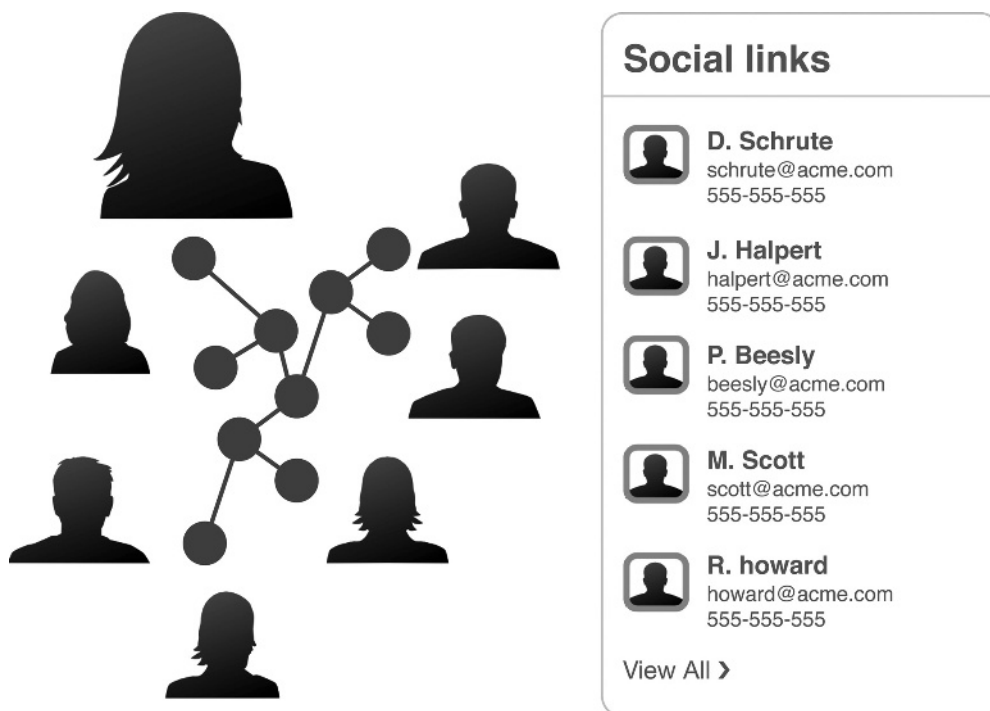 Social links
D. Schrute
schrute@acme.com
555-555-555
J. Halpert
halpert@acme.com
555-555-555
P. Beesly
beesly@acme.com
555-555-555
M. Scott
scott@acme.com
555-555-555
R. howard
howard@acme.com
555-555-555
View All ❯